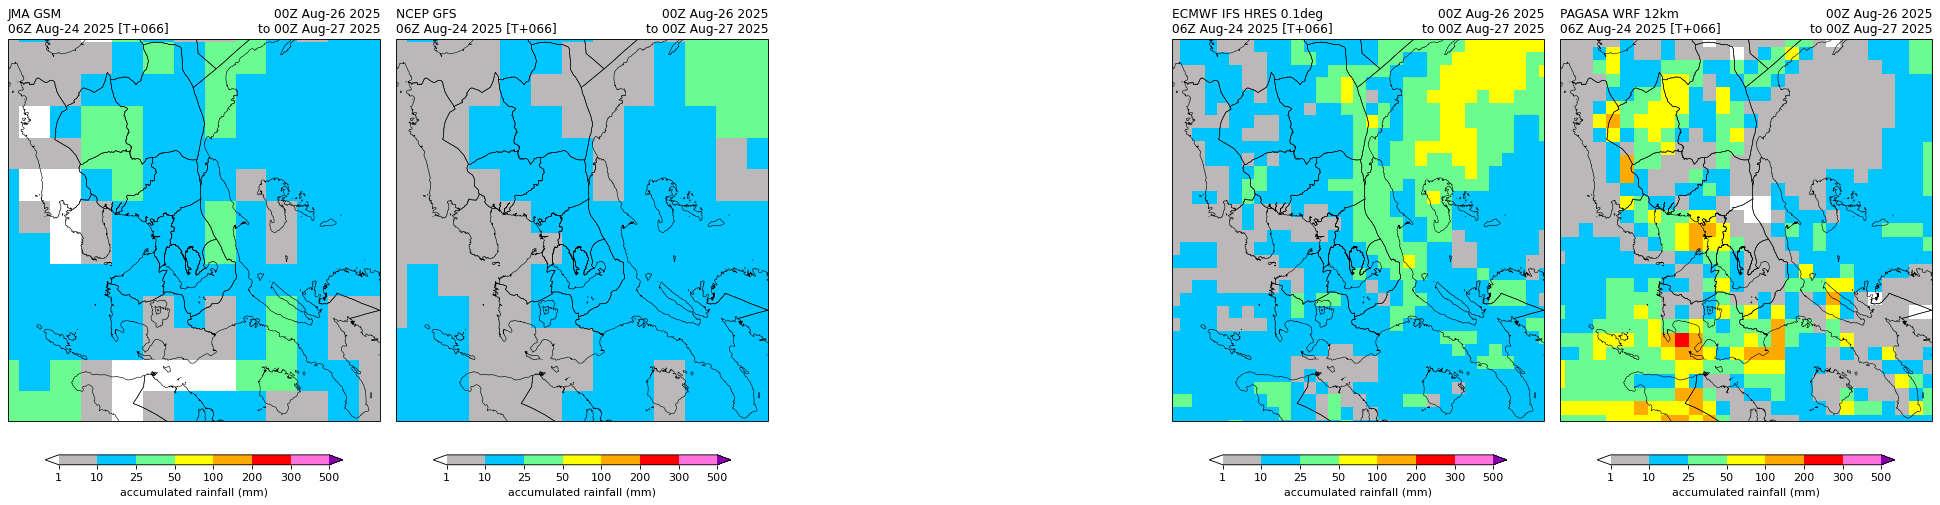 JMA GSM 00Z Aug-26 2025
06Z Aug-24 2025 [T+066] to 00Z Aug-27 2025
1 10 25 50 100 200 300 500
accumulated rainfall (mm)
NCEP GFS 00Z Aug-26 2025
06Z Aug-24 2025 [T+066] to 00Z Aug-27 2025
1 10 25 50 100 200 300 500
accumulated rainfall (mm)
ECMWF IFS HRES 0.1deg 00Z Aug-26 2025
06Z Aug-24 2025 [T+066] to 00Z Aug-27 2025
1 10 25 50 100 200 300 500
accumulated rainfall (mm)
PAGASA WRF 12km 00Z Aug-26 2025
06Z Aug-24 2025 [T+066] to 00Z Aug-27 2025
1 10 25 50 100 200 300 500
accumulated rainfall (mm)